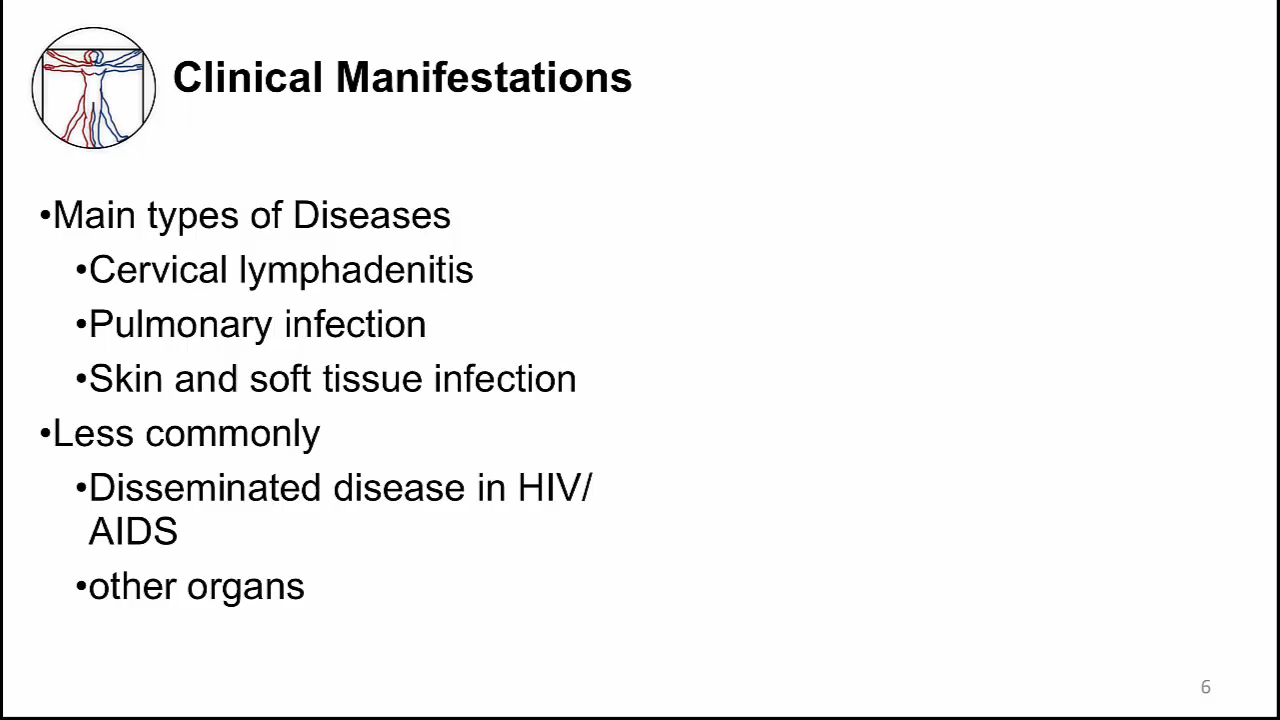 Clinical Manifestations
•Main types of Diseases
•Cervical lymphadenitis
•Pulmonary infection
•Skin and soft tissue infection
•Less commonly
•Disseminated disease in HIV/
AIDS
•other organs
6